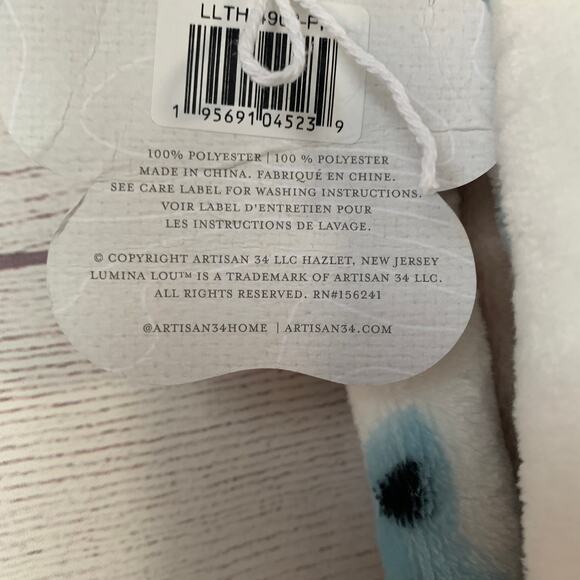 LLTH
1 95691 04523 9
100% POLYESTER | 100 % POLYESTER
MADE IN CHINA. FABRIQUÉ EN CHINE.
SEE CARE LABEL FOR WASHING INSTRUCTIONS.
VOIR LABEL D'ENTRETIEN POUR
LES INSTRUCTIONS DE LAVAGE.
© COPYRIGHT ARTISAN 34 LLC HAZLET, NEW JERSEY
LUMINA LOU™ IS A TRADEMARK OF ARTISAN 34 LLC.
ALL RIGHTS RESERVED. RN#156241
@ARTISAN34HOME | ARTISAN34.COM